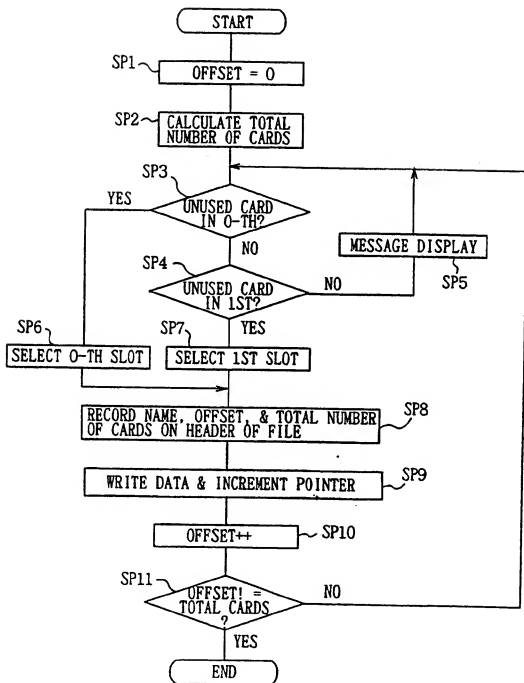 START
SP1
OFFSET = 0
SP2
CALCULATE TOTAL
NUMBER OF CARDS
SP3
YES
UNUSED CARD
IN 0-TH?
NO
MESSAGE DISPLAY
SP5
SP4
UNUSED CARD
IN 1ST?
NO
YES
SP6
SELECT 0-TH SLOT
SP7
SELECT 1ST SLOT
RECORD NAME, OFFSET, & TOTAL NUMBER
OF CARDS ON HEADER OF FILE
SP8
WRITE DATA & INCREMENT POINTER
SP9
OFFSET++
SP10
SP11
OFFSET! =
TOTAL CARDS
?
NO
YES
END